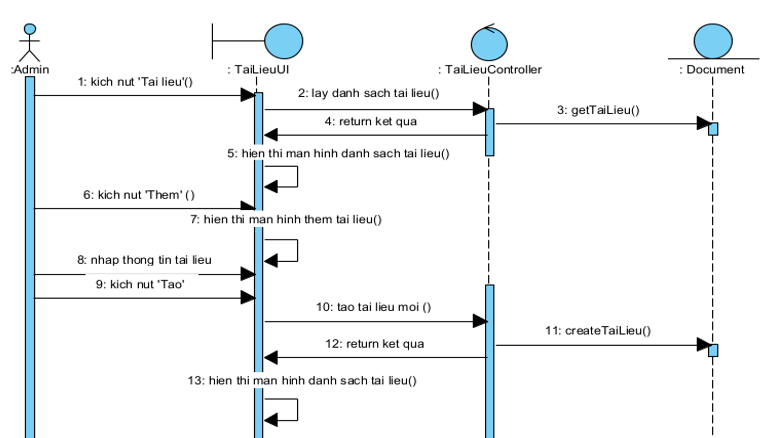 :Admin
: TaiLieuUI
: TaiLieuController
: Document
1: kich nut 'Tai lieu'()
2: lay danh sach tai lieu()
3: getTaiLieu()
4: return ket qua
5: hien thi man hinh danh sach tai lieu()
6: kich nut 'Them' ()
7: hien thi man hinh them tai lieu()
8: nhap thong tin tai lieu
9: kich nut 'Tao'
10: tao tai lieu moi ()
11: createTaiLieu()
12: return ket qua
13: hien thi man hinh danh sach tai lieu()